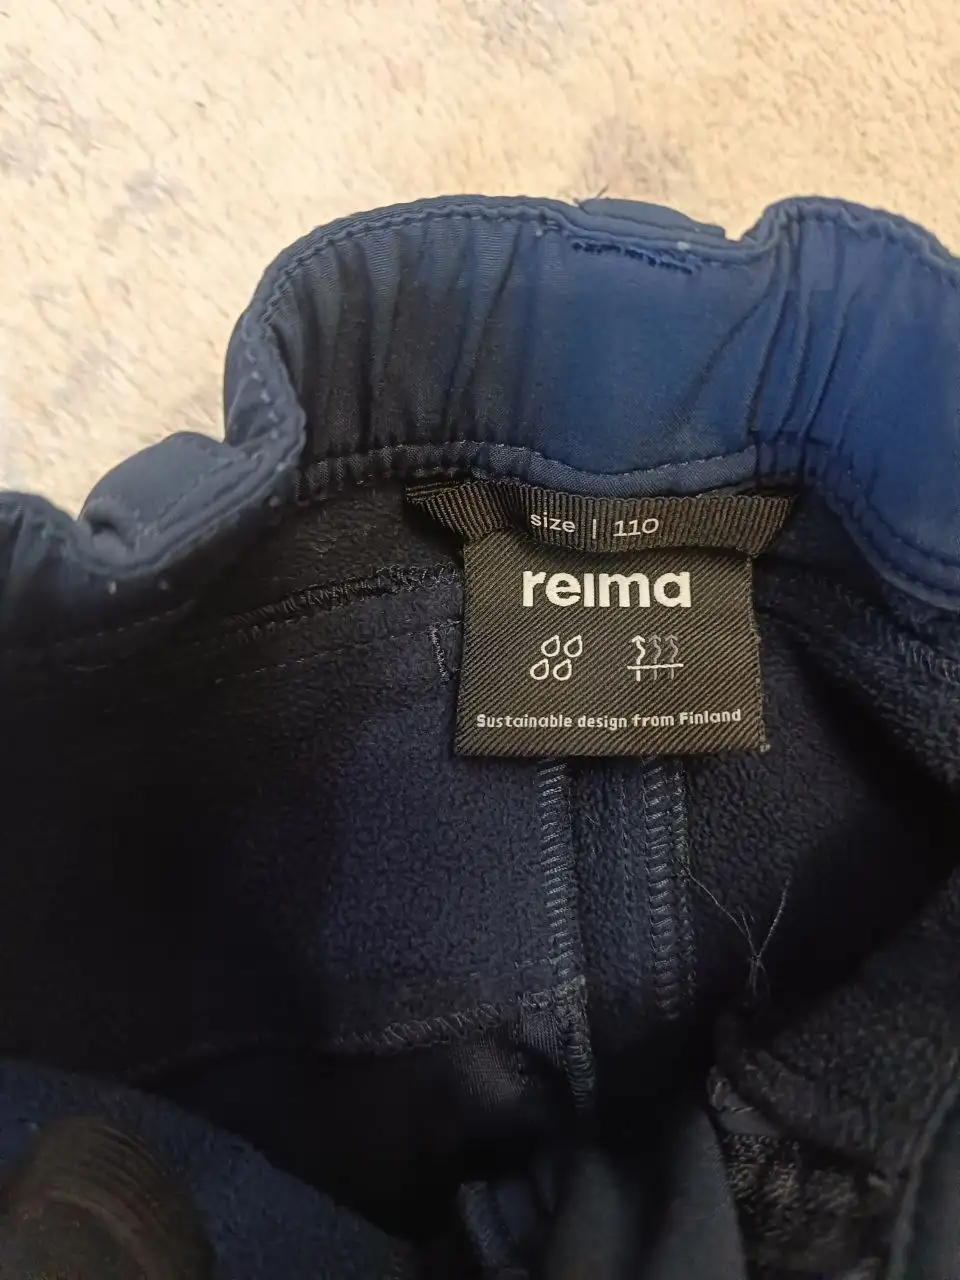 size | 110
reima
Sustainable design from Finland